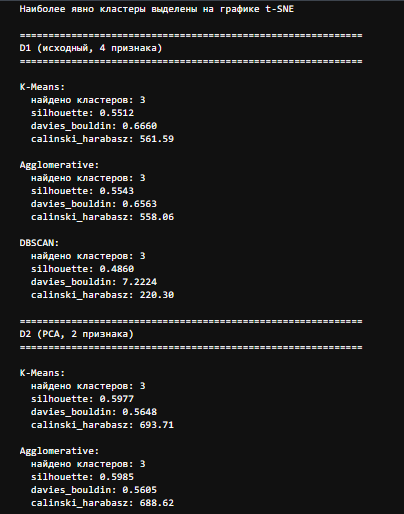 Наиболее явно кластеры выделены на графике t-SNE
============================================================
D1 (исходный, 4 признака)
============================================================
K-Means:
найдено кластеров: 3
silhouette: 0.5512
davies_bouldin: 0.6660
calinski_harabasz: 561.59
Agglomerative:
найдено кластеров: 3
silhouette: 0.5543
davies_bouldin: 0.6563
calinski_harabasz: 558.06
DBSCAN:
найдено кластеров: 3
silhouette: 0.4860
davies_bouldin: 7.2224
calinski_harabasz: 220.30
============================================================
D2 (PCA, 2 признака)
============================================================
K-Means:
найдено кластеров: 3
silhouette: 0.5977
davies_bouldin: 0.5648
calinski_harabasz: 693.71
Agglomerative:
найдено кластеров: 3
silhouette: 0.5985
davies_bouldin: 0.5605
calinski_harabasz: 688.62